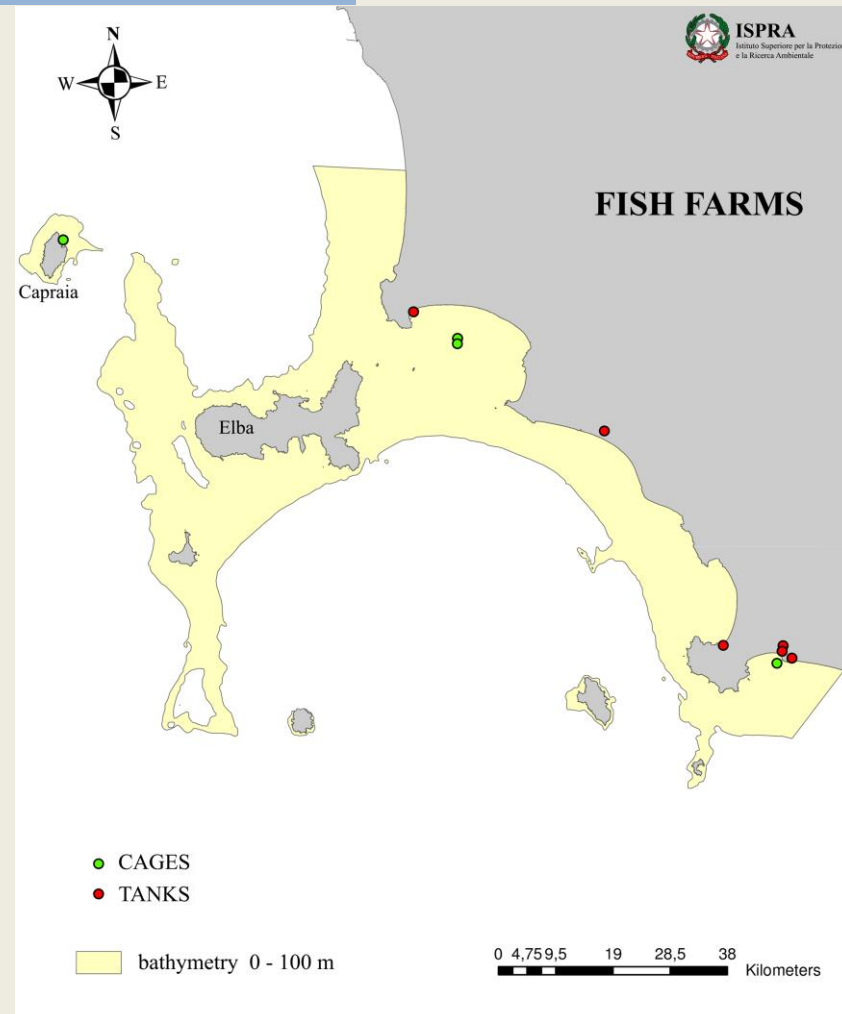 N
W E
S
ISPRA
Istituto Superiore per la Protezio
e la Ricerca Ambientale
FISH FARMS
Capraia
Elba
CAGES
TANKS
bathymetry 0 - 100 m
0 4,75 9,5 19 28,5 38
Kilometers